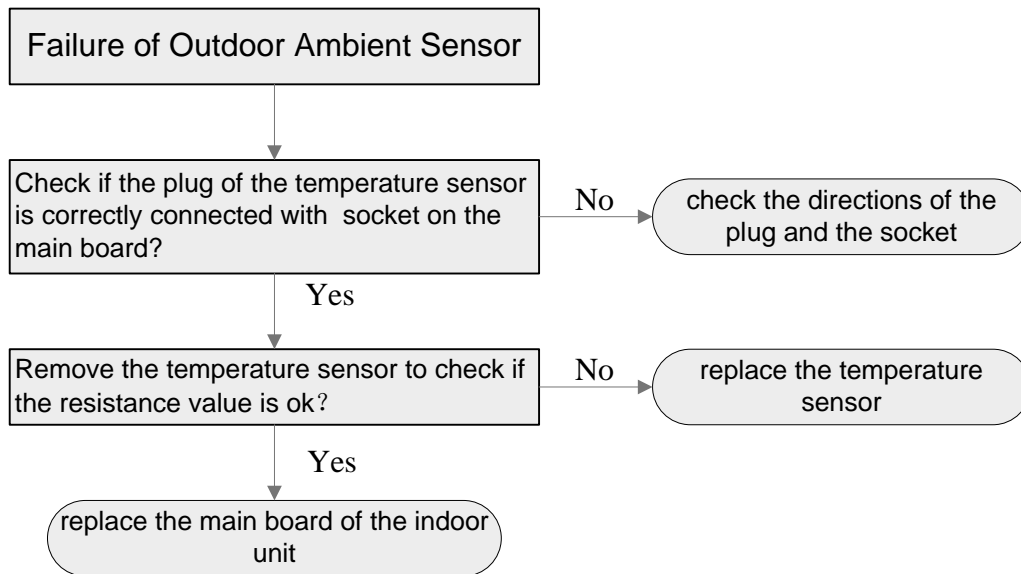 Failure of Outdoor Ambient Sensor
Check if the plug of the temperature sensor
is correctly connected with socket on the
main board?
No
check the directions of the
plug and the socket
Yes
Remove the temperature sensor to check if
the resistance value is ok？
No
replace the temperature
sensor
Yes
replace the main board of the indoor
unit